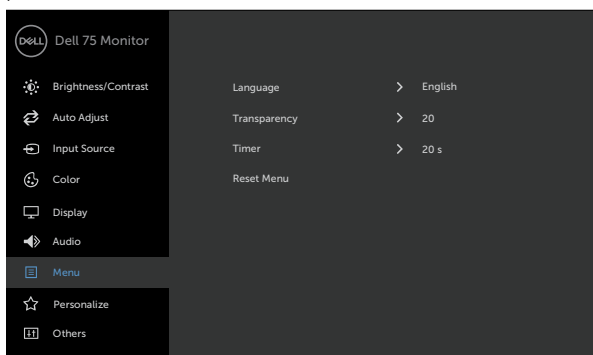 DELL Dell 75 Monitor
Brightness/Contrast
Auto Adjust
Input Source
Color
Display
Audio
Menu
Personalize
Others
Language > English
Transparency > 20
Timer > 20 s
Reset Menu